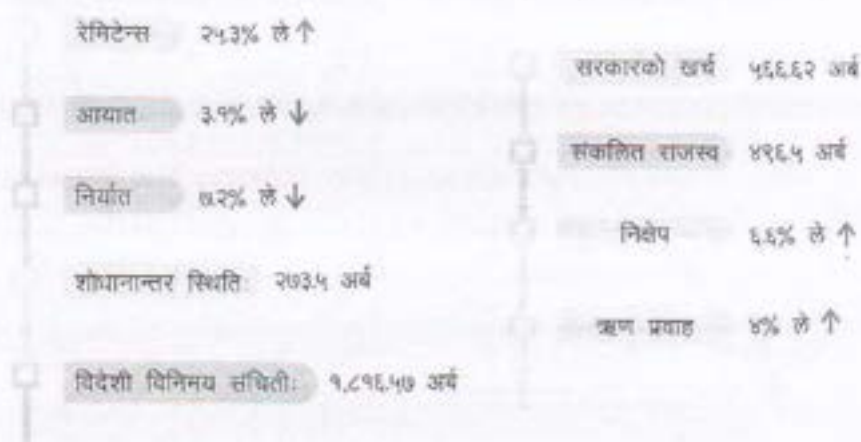 रेमिटेन्स २५.३% ले ↑
आयात ३.१% ले ↓
निर्यात ७.२% ले ↓
शोधानान्तर स्थितिः २७३.५ अर्ब
विदेशी विनिमय संचितीः १,८१६.५७ अर्ब
सरकारको खर्च ५६६.६२ अर्ब
संकलित राजस्व ४९६.५ अर्ब
निक्षेप ६.६% ले ↑
ऋण प्रवाह ४% ले ↑